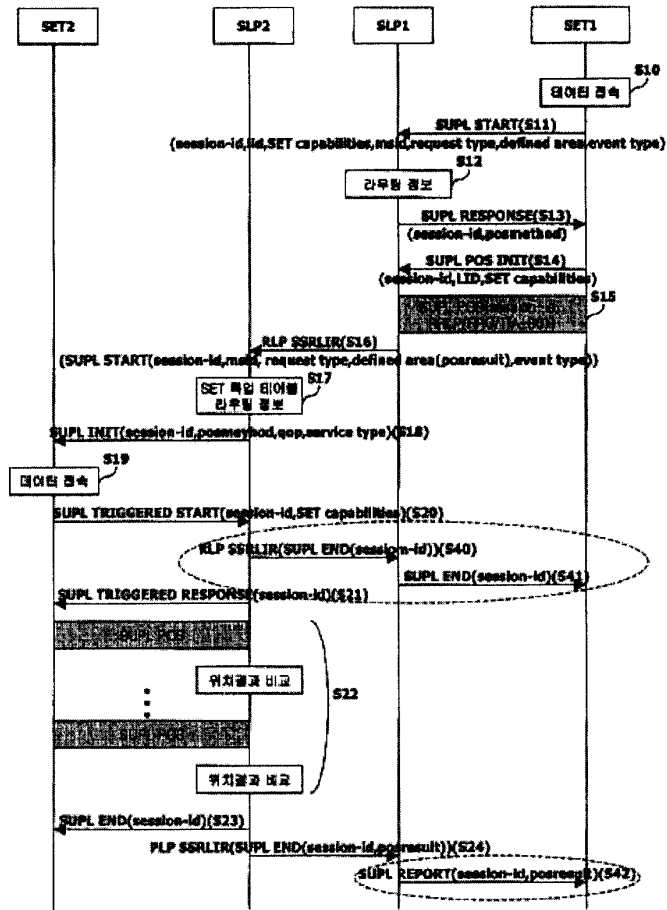 SET2
SLP2
SLP1
SET1
S10
데이터 접속
SUPL START(S11)
(session-id,lid,SET capabilities,msid,request type,defined area,event type)
S12
라우팅 정보
SUPL RESPONSE(S13)
(session-id,posmethod)
SUPL POS INIT(S14)
(session-id,LID,SET capabilities)
S15
RLP SSRLIR(S16)
(SUPL START(session-id,msid, request type,defined area(posresult),event type))
S17
SET 룩업 테이블
라우팅 정보
SUPL INIT(session-id,posmeyhod,qop,service type)(S18)
S19
데이터 접속
SUPL TRIGGERED START(session-id,SET capabilities)(S20)
RLP SSRLIR(SUPL END(session-id))(S40)
SUPL END(session-id)(S41)
SUPL TRIGGERED RESPONSE(session-id)(S21)
SUPL POS
위치결과 비교
S22
SUPL POS
위치결과 비교
SUPL END(session-id)(S23)
PLP SSRLIR(SUPL END(session-id,posresult))(S24)
SUPL REPORT(session-id,posresult)(S42)